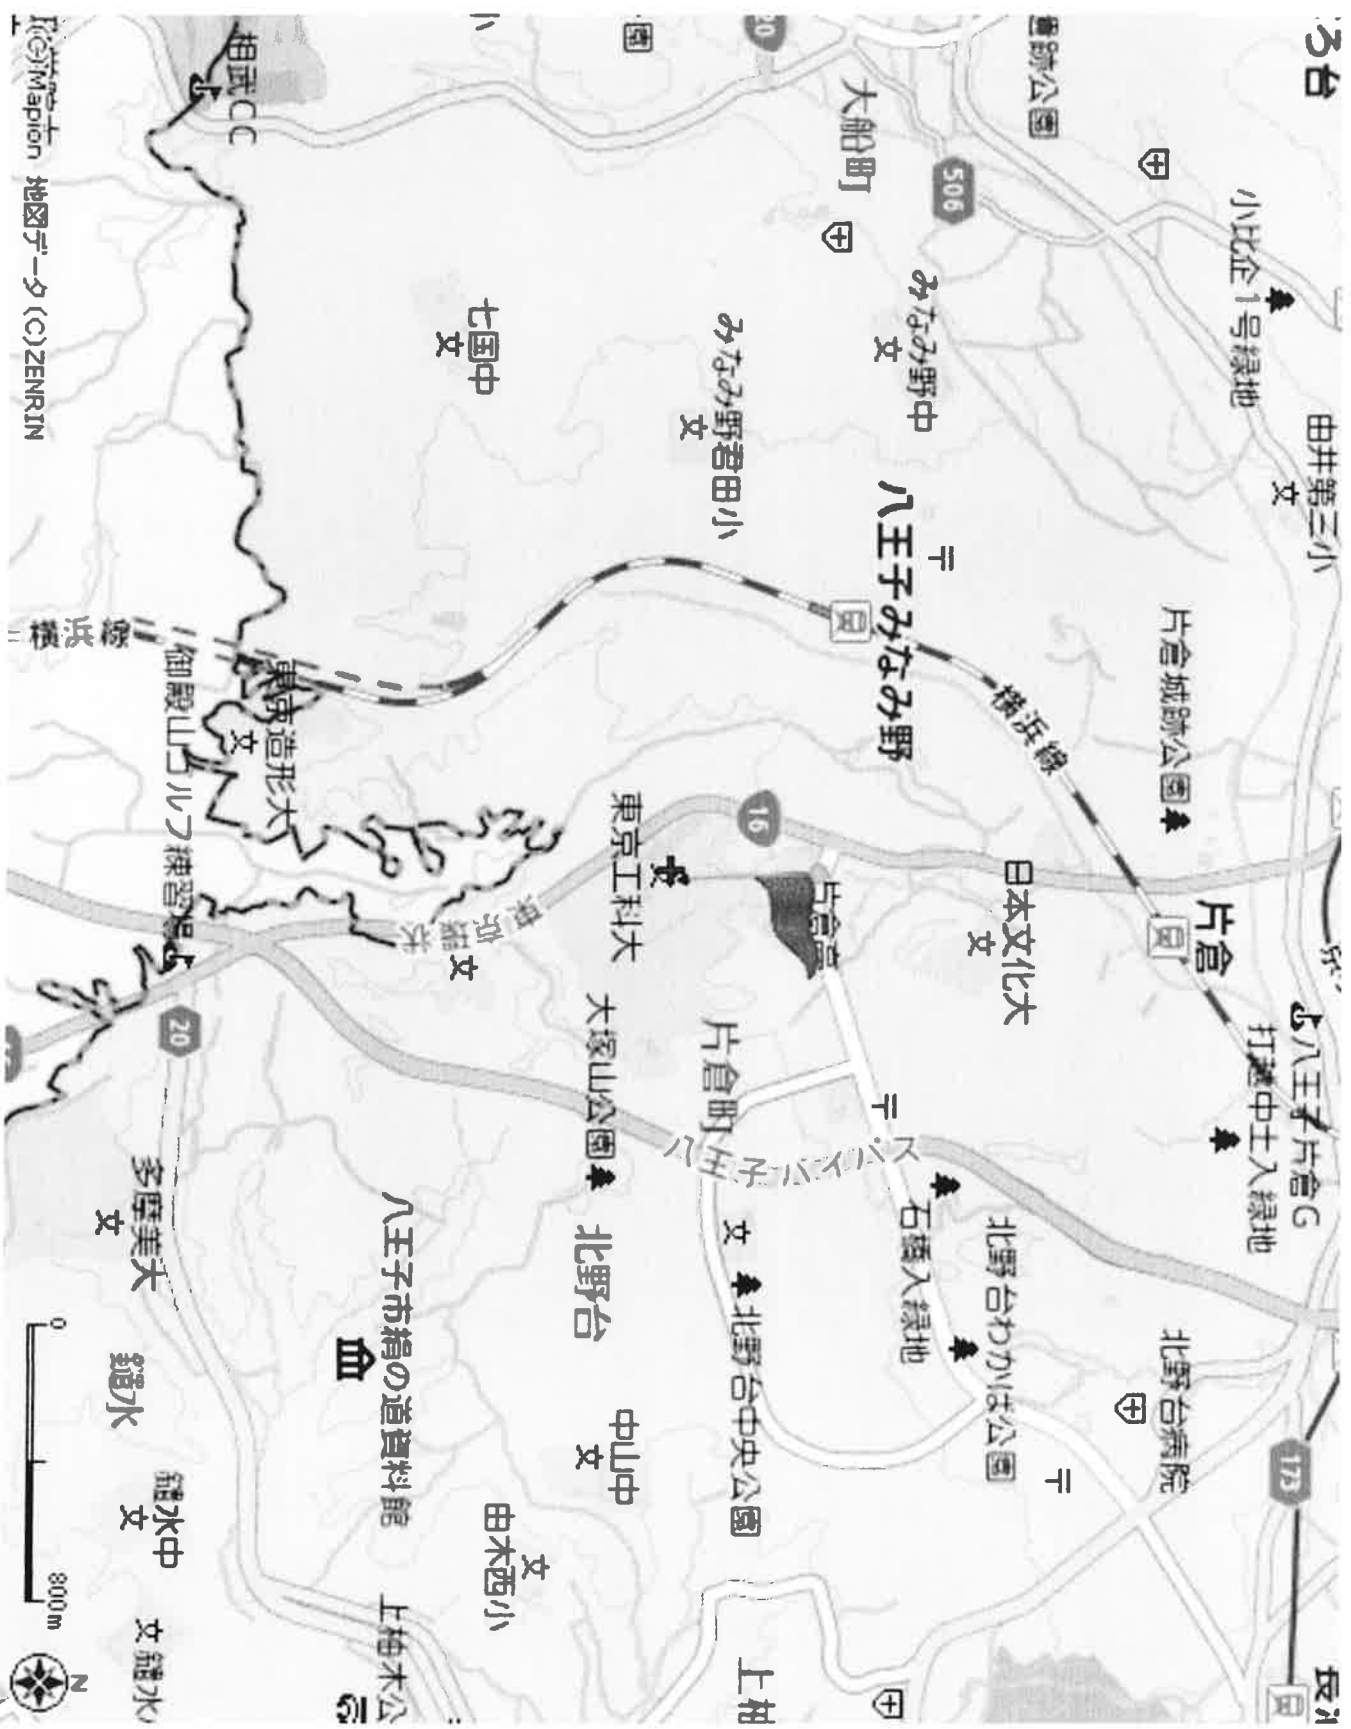 相武CC
大船町
506
小比企1号緑地
七国中
みなみ野君田小
みなみ野中
由井第三小
八王子みなみ野
片倉城跡公園
横浜線
横浜線
東京造形大
御殿山ゴルフ練習場
16
東京工科大
片倉高
日本文化大
片倉
八王子片倉G
打越中土入緑地
20
大塚山公園
片倉町
八王子バイパス
石橋入緑地
北野台わかば公園
北野台病院
173
多摩美大
鑓水
鑓水中
八王子市絹の道資料館
北野台
中山中
北野台中央公園
由木西小
上柚木公
鑓水
上柚
0
800m
N
(C)Mapion 地図データ(C)ZENRIN